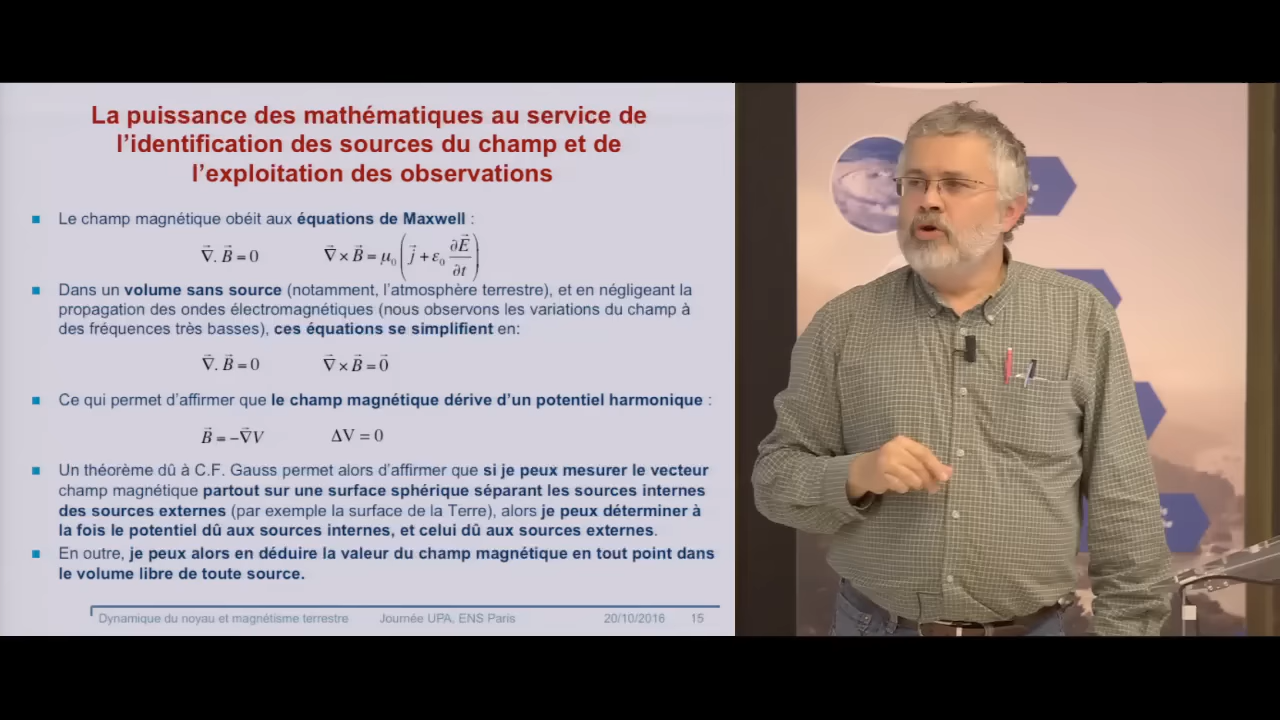 La puissance des mathématiques au service de
l'identification des sources du champ et de
l'exploitation des observations
Le champ magnétique obéit aux équations de Maxwell :
∇⃗. B⃗ = 0    ∇⃗ × B⃗ = μ₀ ( j⃗ + ε₀ ∂E⃗/∂t )
Dans un volume sans source (notamment, l'atmosphère terrestre), et en négligeant la
propagation des ondes électromagnétiques (nous observons les variations du champ à
des fréquences très basses), ces équations se simplifient en:
∇⃗. B⃗ = 0    ∇⃗ × B⃗ = 0⃗
Ce qui permet d'affirmer que le champ magnétique dérive d'un potentiel harmonique :
B⃗ = −∇⃗V    ΔV = 0
Un théorème dû à C.F. Gauss permet alors d'affirmer que si je peux mesurer le vecteur
champ magnétique partout sur une surface sphérique séparant les sources internes
des sources externes (par exemple la surface de la Terre), alors je peux déterminer à
la fois le potentiel dû aux sources internes, et celui dû aux sources externes.
En outre, je peux alors en déduire la valeur du champ magnétique en tout point dans
le volume libre de toute source.
Dynamique du noyau et magnétisme terrestre    Journée UPA, ENS Paris    20/10/2016    15